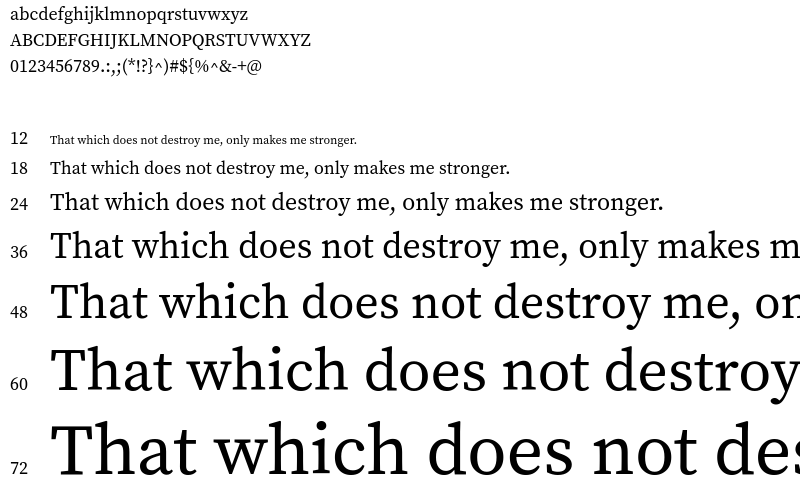 abcdefghijklmnopqrstuvwxyz
ABCDEFGHIJKLMNOPQRSTUVWXYZ
0123456789.:,;(*!?}^)#${%^&-+@
12 That which does not destroy me, only makes me stronger.
18 That which does not destroy me, only makes me stronger.
24 That which does not destroy me, only makes me stronger.
36 That which does not destroy me, only makes m
48 That which does not destroy me, on
60 That which does not destroy
72 That which does not des